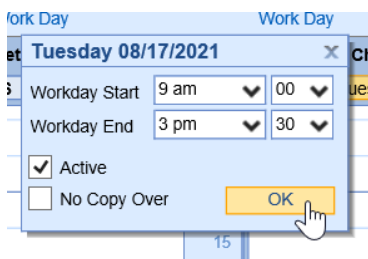 Work Day Work Day
Tuesday 08/17/2021 X
Workday Start 9 am 00
Workday End 3 pm 30
Active
No Copy Over OK
15